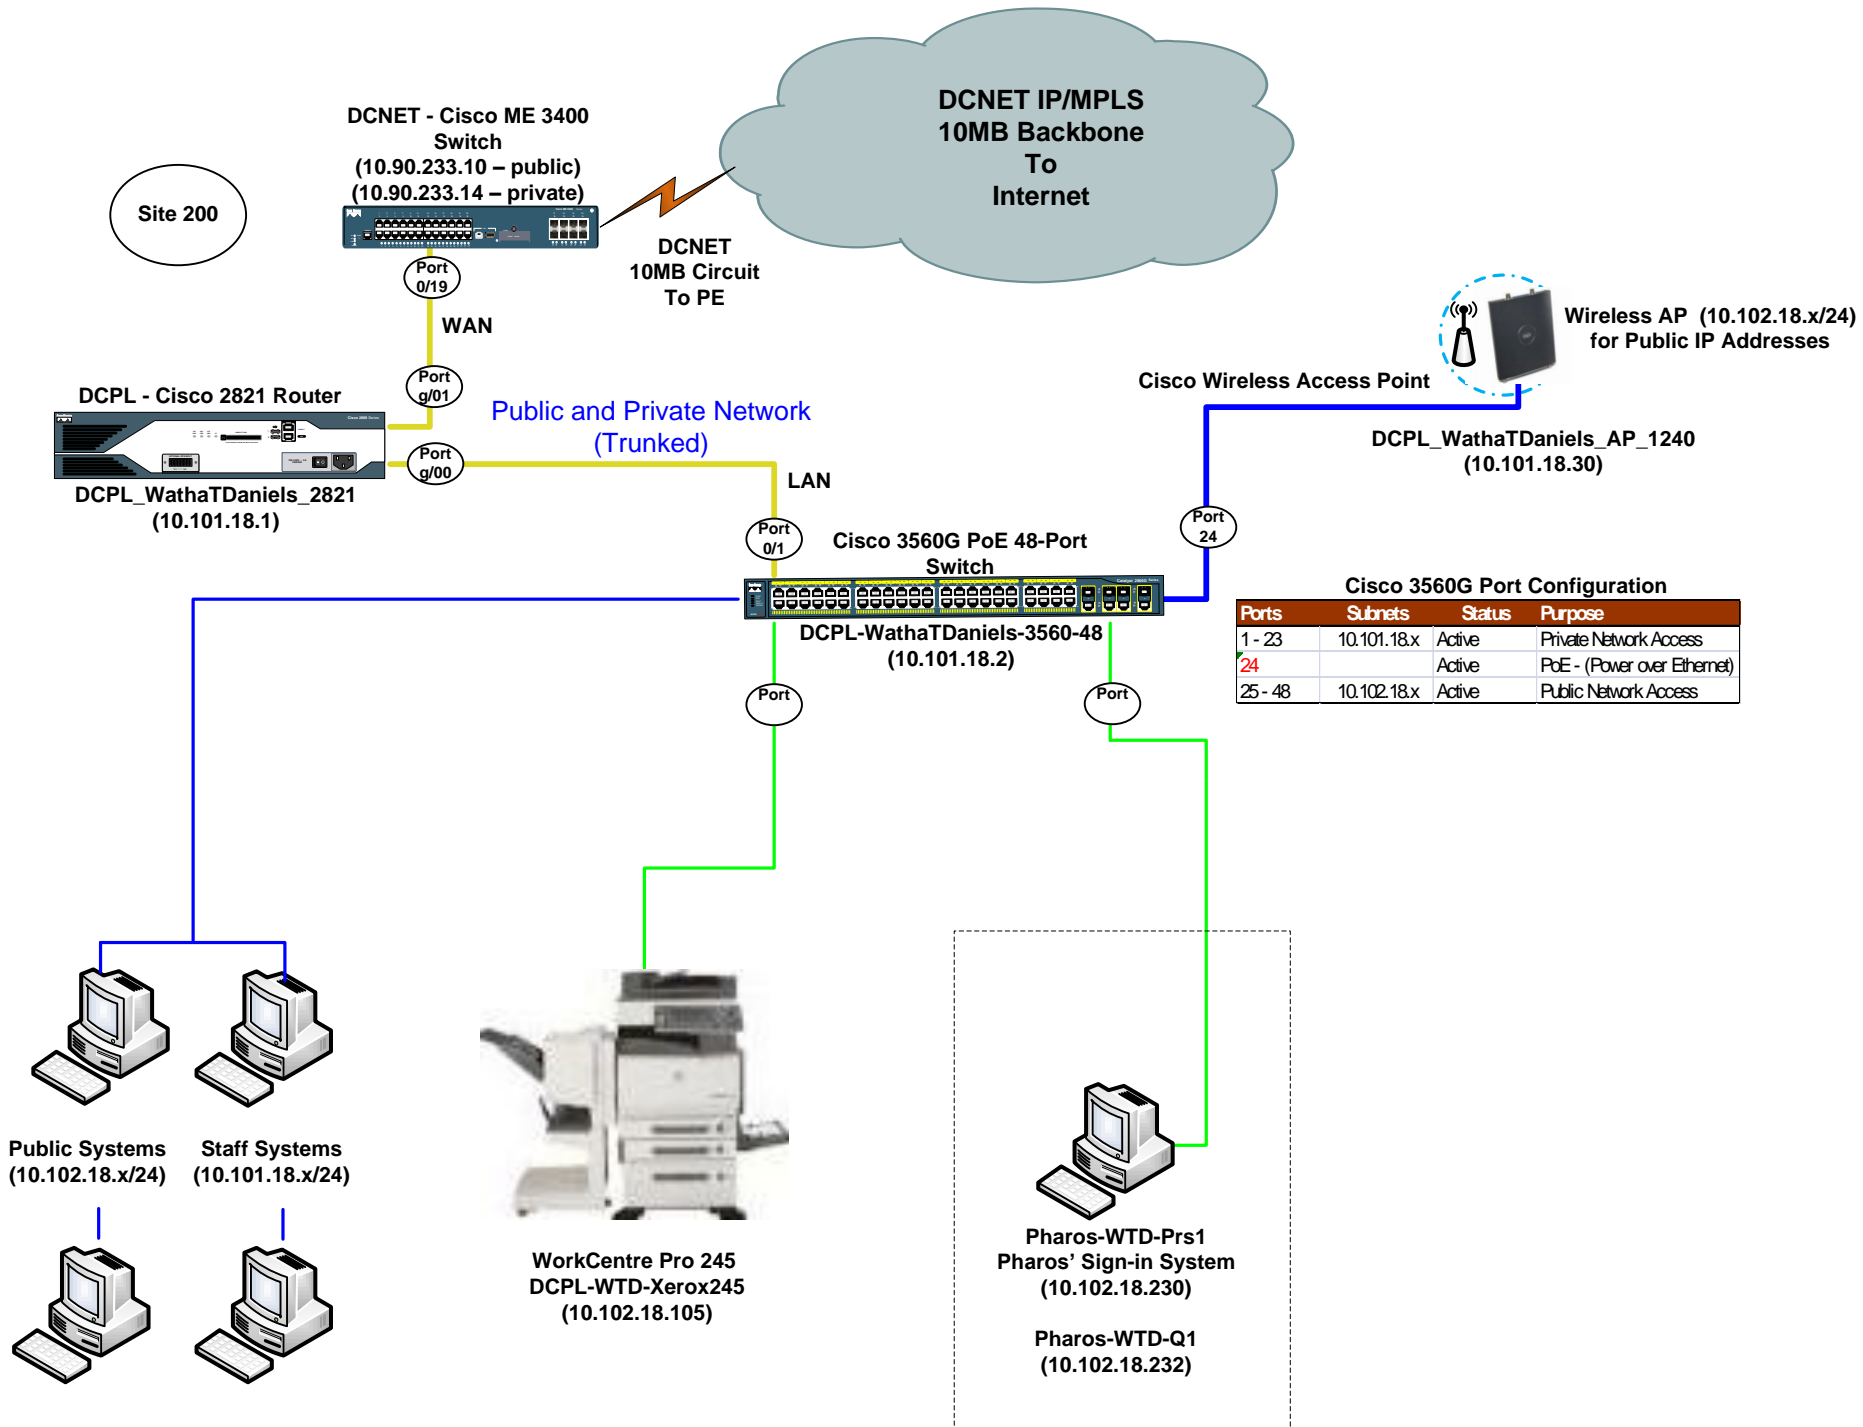 DCNET IP/MPLS
10MB Backbone
To
Internet
DCNET - Cisco ME 3400
Switch
(10.90.233.10 – public)
(10.90.233.14 – private)
Site 200
DCNET
10MB Circuit
To PE
Port
0/19
WAN
Port
g/01
DCPL - Cisco 2821 Router
Public and Private Network
(Trunked)
Port
g/00
DCPL_WathaTDaniels_2821
(10.101.18.1)
LAN
Port
0/1
Wireless AP (10.102.18.x/24)
for Public IP Addresses
Cisco Wireless Access Point
DCPL_WathaTDaniels_AP_1240
(10.101.18.30)
Port
24
Cisco 3560G PoE 48-Port
Switch
DCPL-WathaTDaniels-3560-48
(10.101.18.2)
Cisco 3560G Port Configuration
Ports Subnets Status Purpose
1 - 23 10.101.18.x Active Private Network Access
24 Active PoE - (Power over Ethernet)
25 - 48 10.102.18.x Active Public Network Access
Port
Port
Public Systems
(10.102.18.x/24)
Staff Systems
(10.101.18.x/24)
WorkCentre Pro 245
DCPL-WTD-Xerox245
(10.102.18.105)
Pharos-WTD-Prs1
Pharos’ Sign-in System
(10.102.18.230)
Pharos-WTD-Q1
(10.102.18.232)